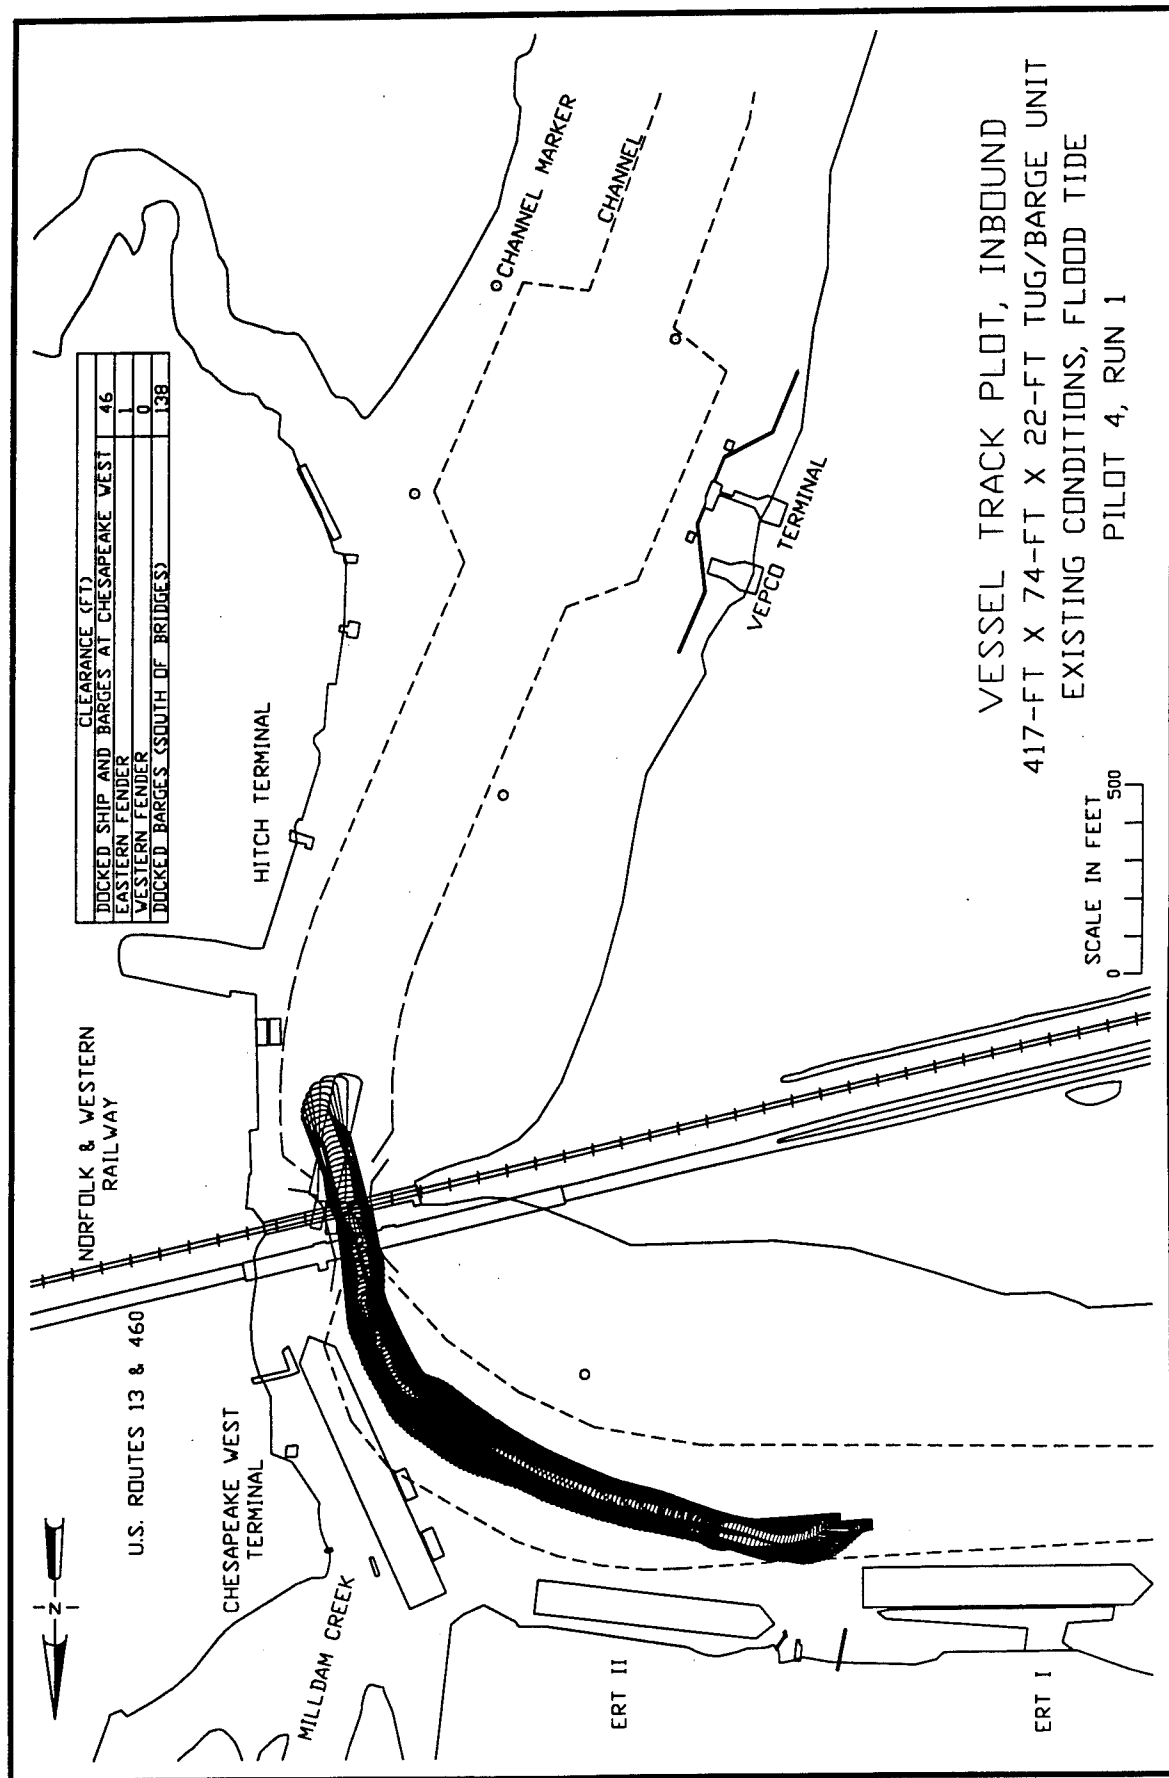 CLEARANCE (FT)
DOCKED SHIP AND BARGES AT CHESAPEAKE WEST 46
EASTERN FENDER 1
WESTERN FENDER 0
DOCKED BARGES (SOUTH OF BRIDGES) 138
NORFOLK & WESTERN
RAILWAY
U.S. ROUTES 13 & 460
HITCH TERMINAL
CHESAPEAKE WEST
TERMINAL
MILLDAM CREEK
N
CHANNEL MARKER
CHANNEL
VEPCO TERMINAL
ERT II
ERT I
SCALE IN FEET
0 500
VESSEL TRACK PLOT, INBOUND
417-FT X 74-FT X 22-FT TUG/BARGE UNIT
EXISTING CONDITIONS, FLOOD TIDE
PILOT 4, RUN 1